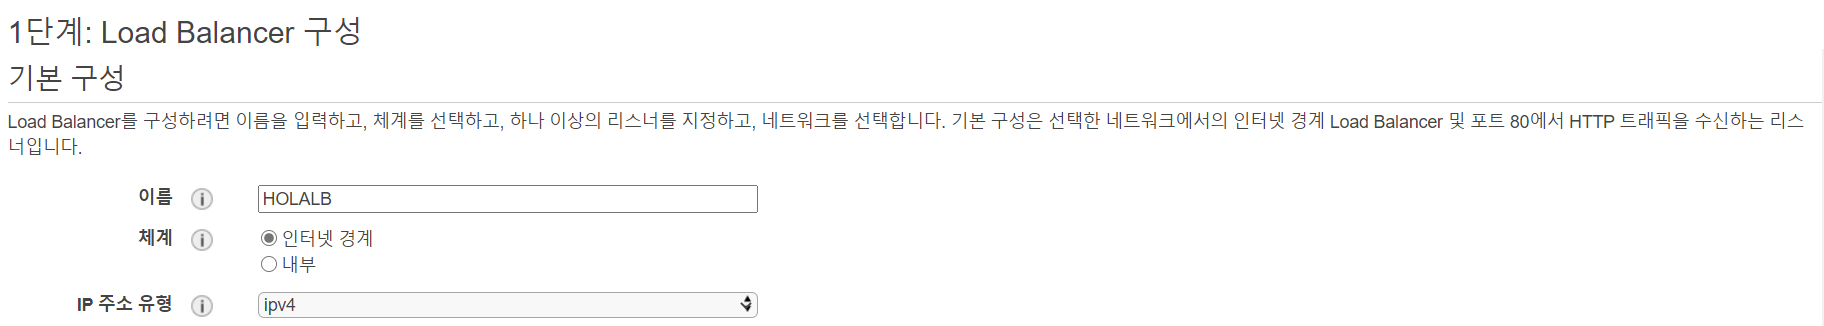 1단계: Load Balancer 구성
기본 구성
Load Balancer를 구성하려면 이름을 입력하고, 체계를 선택하고, 하나 이상의 리스너를 지정하고, 네트워크를 선택합니다. 기본 구성은 선택한 네트워크에서의 인터넷 경계 Load Balancer 및 포트 80에서 HTTP 트래픽을 수신하는 리스
너입니다.
이름 i HOLALB
체계 i 인터넷 경계
내부
IP 주소 유형 i ipv4